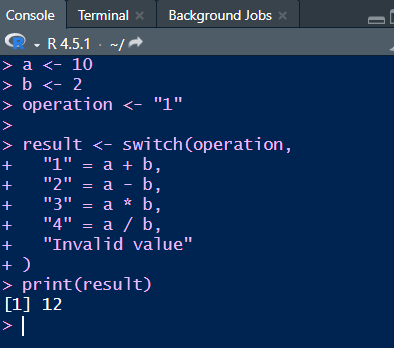 Console Terminal Background Jobs
R 4.5.1 · ~/
> a <- 10
> b <- 2
> operation <- "1"
>
> result <- switch(operation,
+   "1" = a + b,
+   "2" = a - b,
+   "3" = a * b,
+   "4" = a / b,
+   "Invalid value"
+ )
> print(result)
[1] 12
>